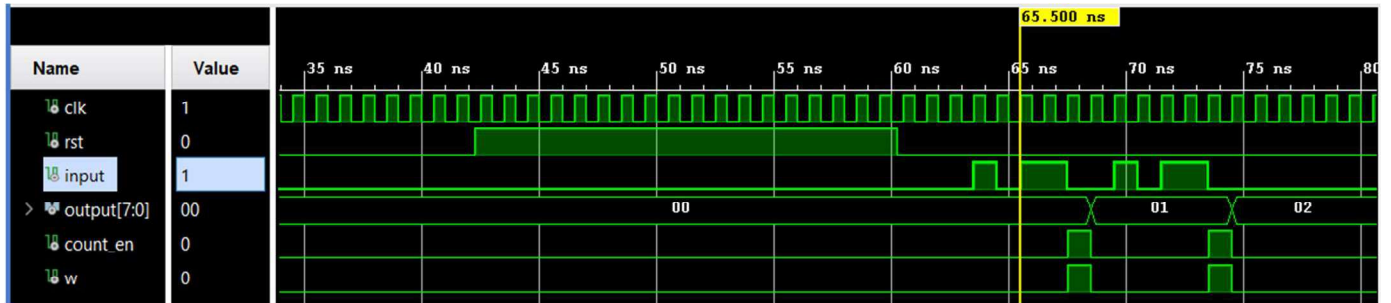 65.500 ns
Name Value 35 ns 40 ns 45 ns 50 ns 55 ns 60 ns 65 ns 70 ns 75 ns 80
clk 1
rst 0
input 1
output[7:0] 00 00 01 02
count_en 0
w 0